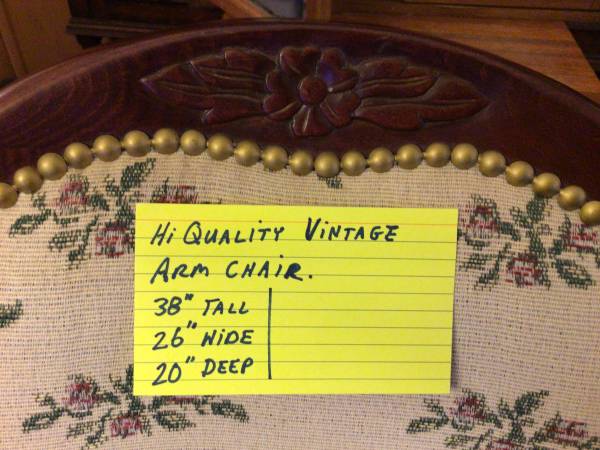 Hi QUALITY VINTAGE
ARM CHAIR.
38" TALL
26" WIDE
20" DEEP